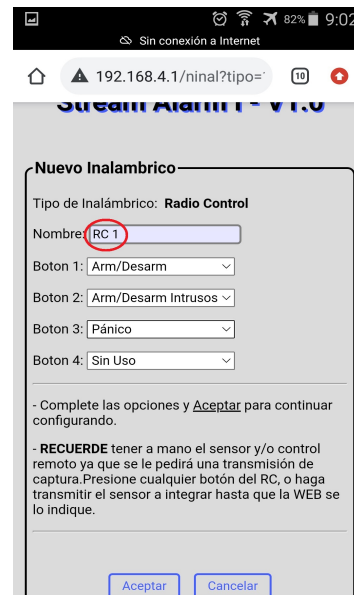 82% 9:02
Sin conexión a Internet
192.168.4.1/ninal?tipo=
10
Stream Alarm I - V1.0
Nuevo Inalambrico
Tipo de Inalámbrico: Radio Control
Nombre: RC 1
Boton 1: Arm/Desarm
Boton 2: Arm/Desarm Intrusos
Boton 3: Pánico
Boton 4: Sin Uso
- Complete las opciones y Aceptar para continuar
configurando.
- RECUERDE tener a mano el sensor y/o control
remoto ya que se le pedirá una transmisión de
captura.Presione cualquier botón del RC, o haga
transmitir el sensor a integrar hasta que la WEB se
lo indique.
Aceptar Cancelar